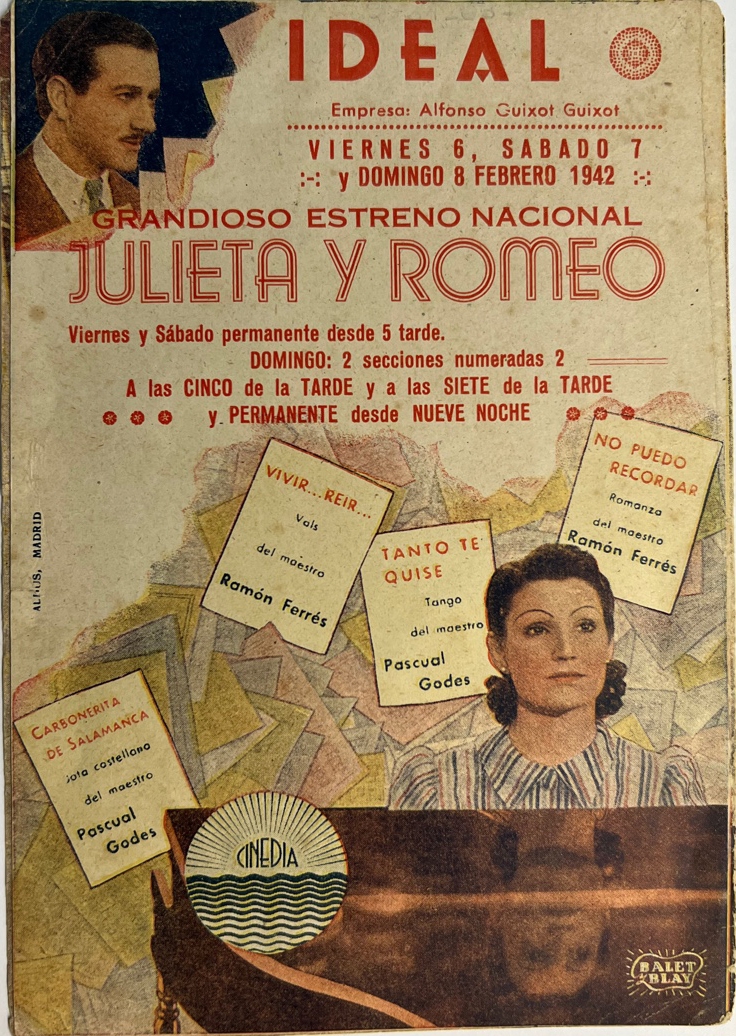 IDEAL
Empresa: Alfonso Guixot Guixot
VIERNES 6, SABADO 7
:-: y DOMINGO 8 FEBRERO 1942 :-:
GRANDIOSO ESTRENO NACIONAL
JULIETA Y ROMEO
Viernes y Sábado permanente desde 5 tarde.
DOMINGO: 2 secciones numeradas 2
A las CINCO de la TARDE y a las SIETE de la TARDE
y PERMANENTE desde NUEVE NOCHE
NO PUEDO
RECORDAR
Romanza
del maestro
Ramón Ferrés
VIVIR...REIR...
Vals
del maestro
Ramón Ferrés
TANTO TE
QUISE
Tango
del maestro
Pascual
Godes
MADRID
CARBONERITA
DE SALAMANCA
jota castellana
del maestro
Pascual
Godes
CINEDIA
BALET
y BLAY